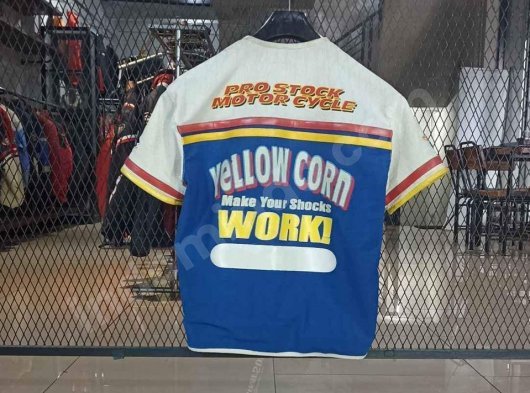 PRO STOCK
MOTOR CYCLE
YeLLOW CORn
Make Your Shocks
WORK!